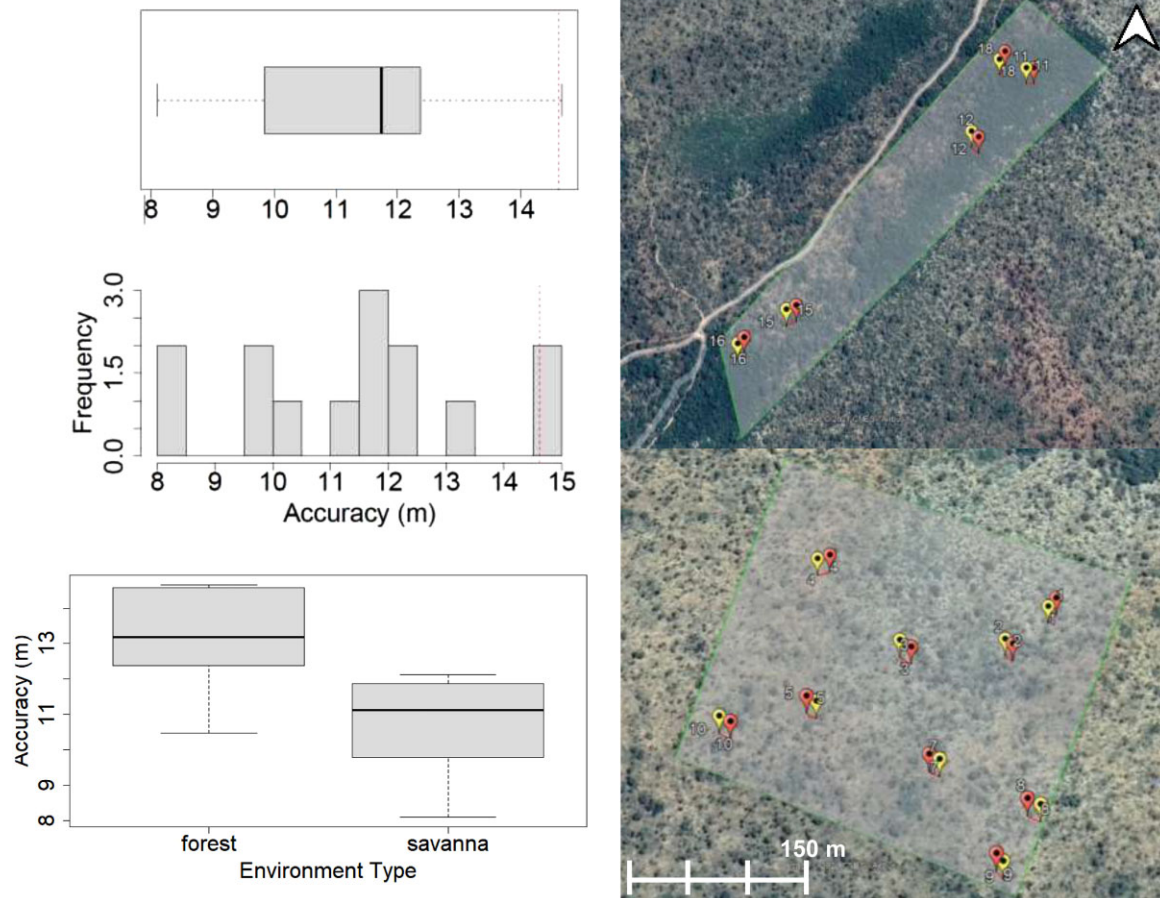 8 9 10 11 12 13 14
Frequency
0.0 1.5 3.0
8 9 10 11 12 13 14 15
Accuracy (m)
Accuracy (m)
8 9 11 13
forest savanna
Environment Type
18 11 11
18
12
12
15
15
16
16
4
4
1
2 2
3
5 5
10
10
7
8
8
9 9
150 m